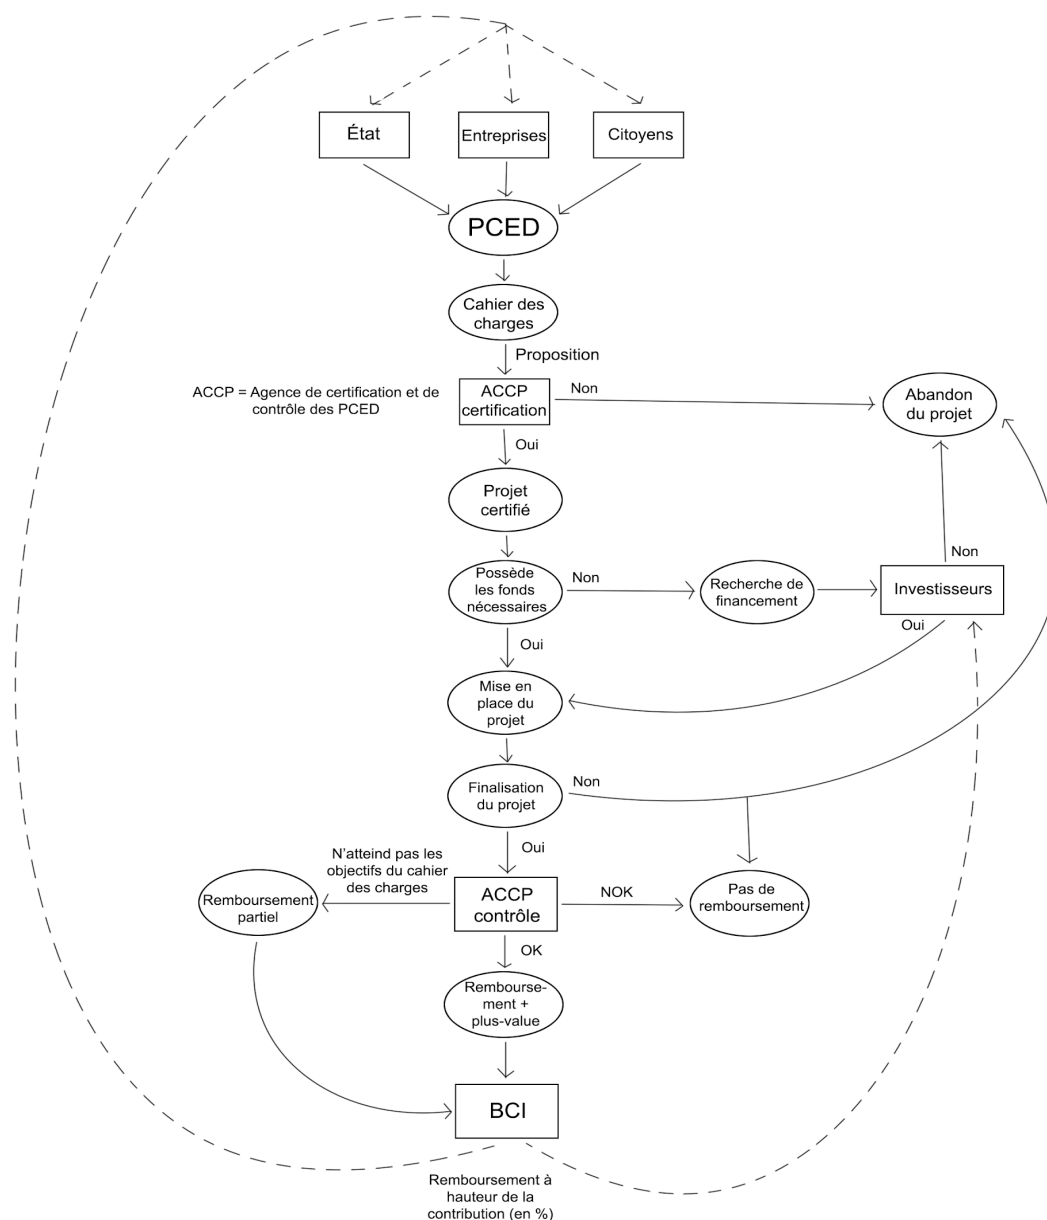 État
Entreprises
Citoyens
PCED
Cahier des
charges
Proposition
ACCP = Agence de certification et de
contrôle des PCED
ACCP
certification
Non
Abandon
du projet
Oui
Projet
certifié
Possède
les fonds
nécessaires
Non
Recherche de
financement
Non
Investisseurs
Oui
Oui
Mise en
place du
projet
Finalisation
du projet
Non
Oui
N'atteind pas les
objectifs du cahier
des charges
Remboursement
partiel
ACCP
contrôle
NOK
Pas de
remboursement
OK
Rembourse-
ment +
plus-value
BCI
Remboursement à
hauteur de la
contribution (en %)